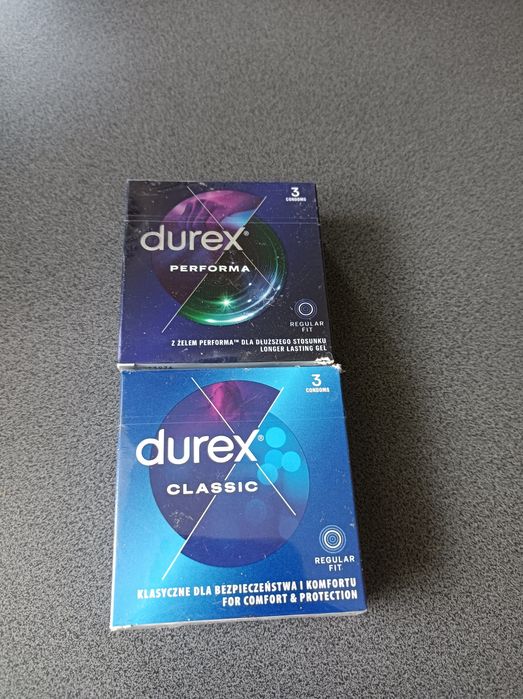 3
CONDOMS
durex®
PERFORMA
REGULAR
FIT
Z ŻELEM PERFORMA™ DLA DŁUŻSZEGO STOSUNKU
LONGER LASTING GEL
3
CONDOMS
durex®
CLASSIC
REGULAR
FIT
KLASYCZNE DLA BEZPIECZEŃSTWA I KOMFORTU
FOR COMFORT & PROTECTION